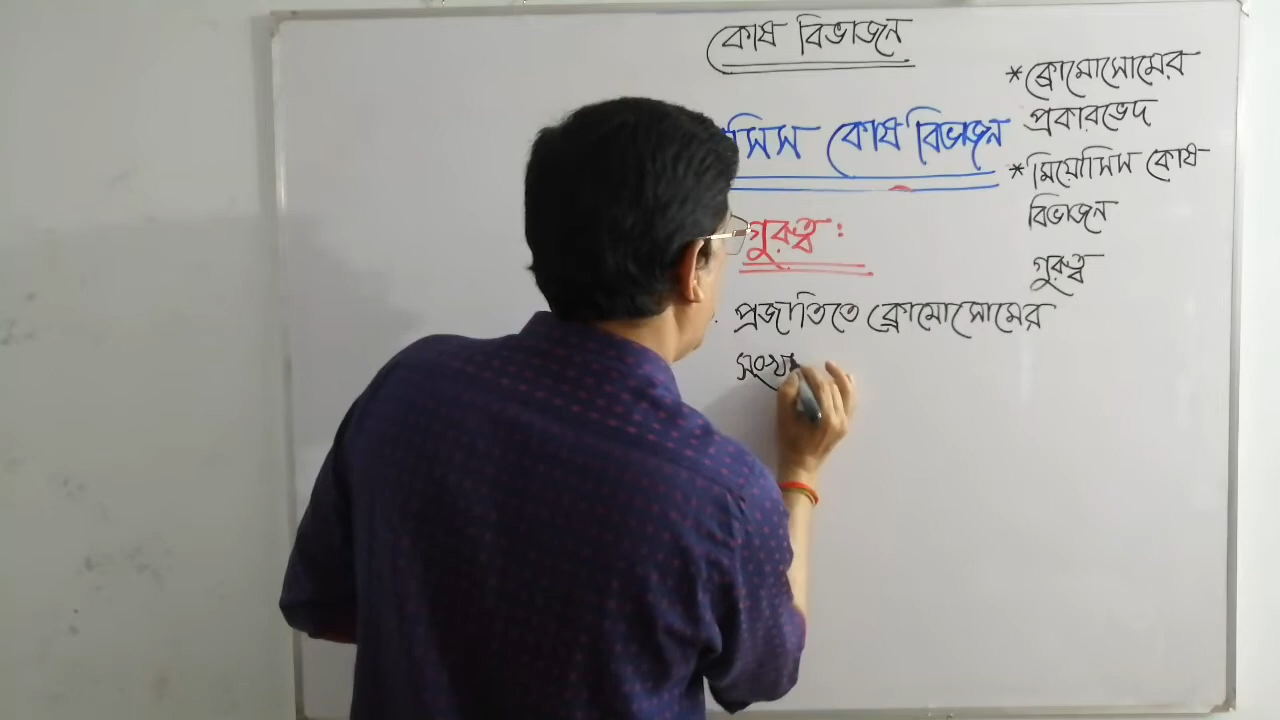 কোষ বিভাজন
সিস কোষ বিভাজন
গুরুত্ব :
প্রজাতিতে ক্রোমোসোমের
সংখ্যা
* ক্রোমোসোমের
প্রকারভেদ
* মিয়োসিস কোষ
বিভাজন
গুরুত্ব